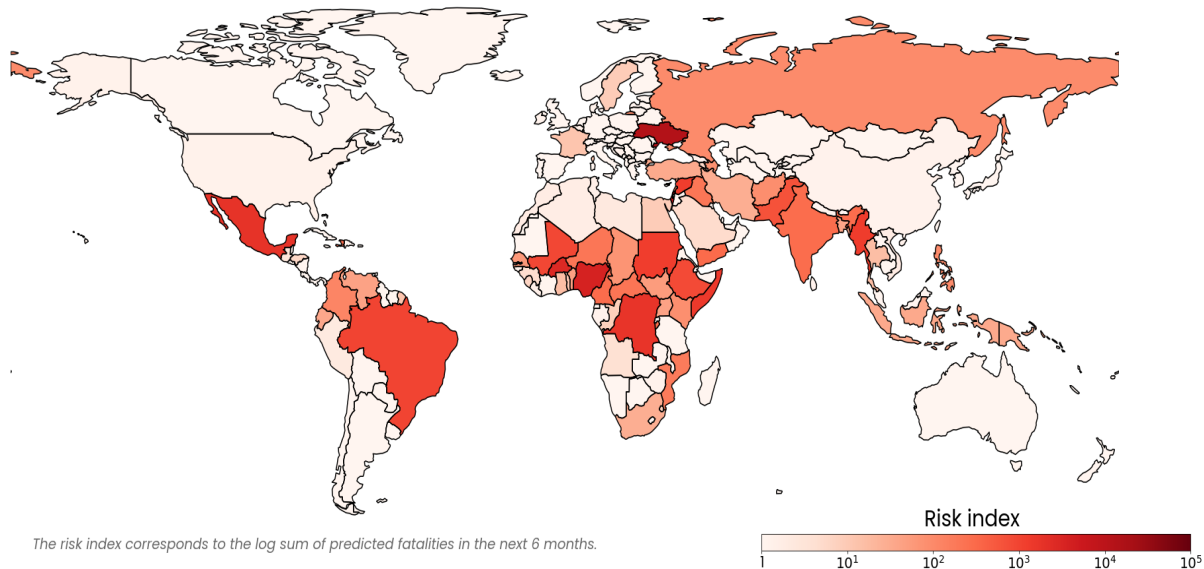 Risk index
The risk index corresponds to the log sum of predicted fatalities in the next 6 months.
1 10¹ 10² 10³ 10⁴ 10⁵